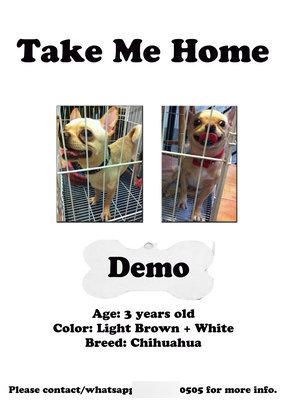 Take Me Home
Demo
Age: 3 years old
Color: Light Brown + White
Breed: Chihuahua
Please contact/whatsapp 0505 for more info.